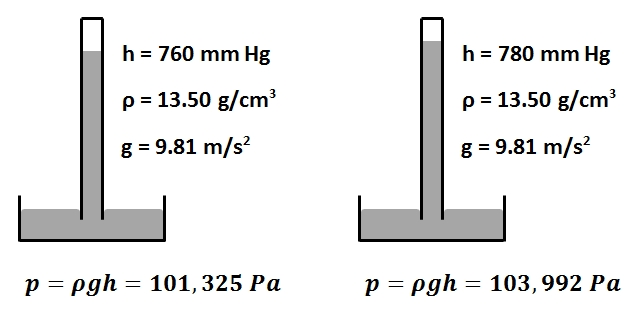 h = 760 mm Hg
ρ = 13.50 g/cm³
g = 9.81 m/s²
p = ρgh = 101,325 Pa
h = 780 mm Hg
ρ = 13.50 g/cm³
g = 9.81 m/s²
p = ρgh = 103,992 Pa